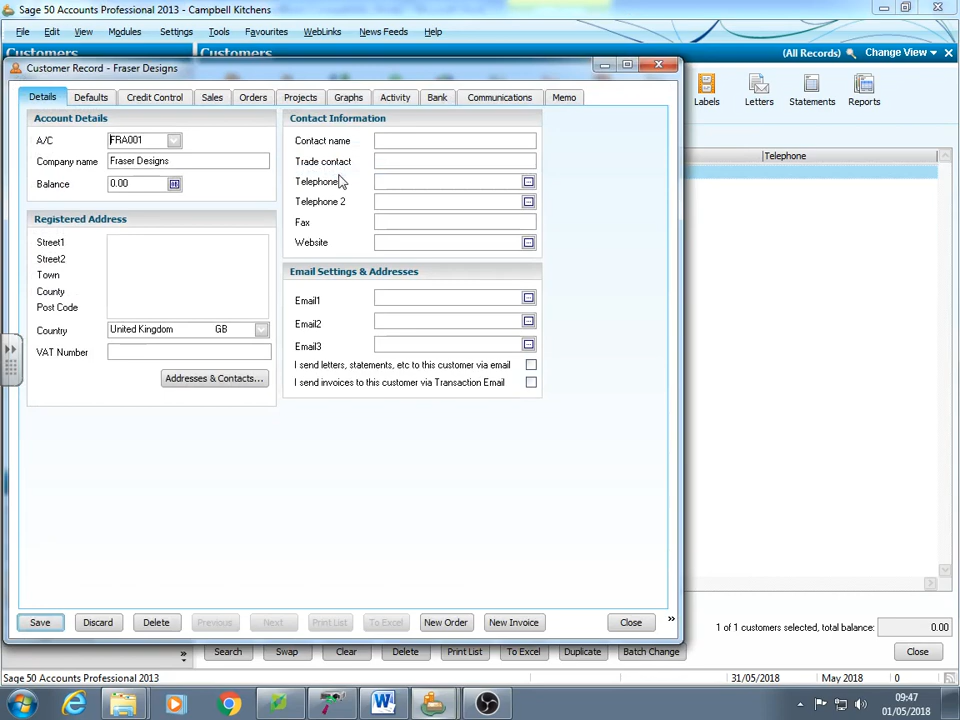 Sage 50 Accounts Professional 2013 - Campbell Kitchens
File Edit View Modules Settings Tools Favourites WebLinks News Feeds Help
Customers Customers (All Records) Change View
Customer Record - Fraser Designs
Details Defaults Credit Control Sales Orders Projects Graphs Activity Bank Communications Memo
Labels Letters Statements Reports
Account Details
A/C FRA001
Company name Fraser Designs
Balance 0.00
Registered Address
Street1
Street2
Town
County
Post Code
Country United Kingdom GB
VAT Number
Addresses & Contacts...
Contact Information
Contact name
Trade contact
Telephone
Telephone 2
Fax
Website
Email Settings & Addresses
Email1
Email2
Email3
I send letters, statements, etc to this customer via email
I send invoices to this customer via Transaction Email
Telephone
Save Discard Delete Previous Next Print List To Excel New Order New Invoice Close
1 of 1 customers selected, total balance: 0.00
Search Swap Clear Delete Print List To Excel Duplicate Batch Change Close
Sage 50 Accounts Professional 2013 31/05/2018 May 2018 0
09:47
01/05/2018